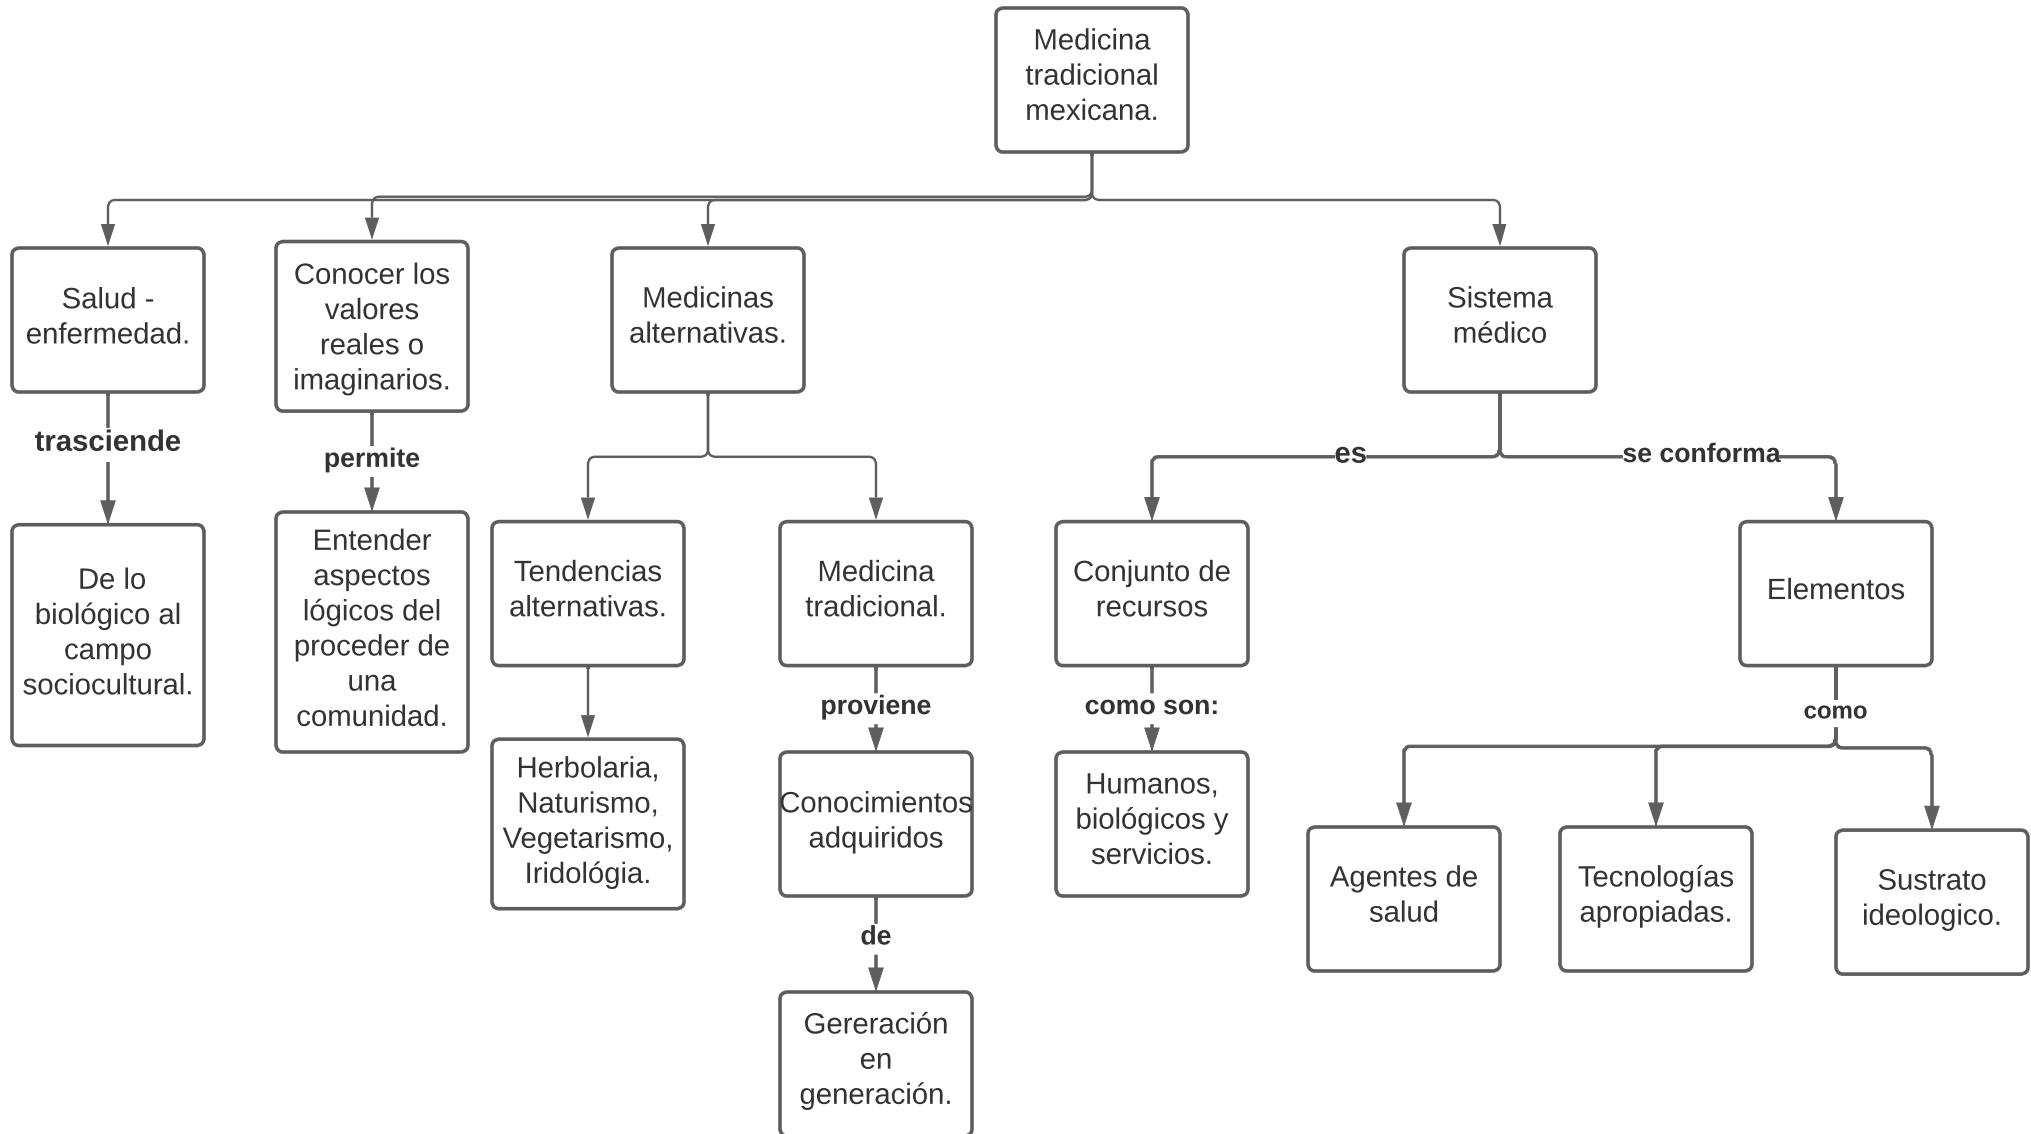 Medicina
tradicional
mexicana.
Salud -
enfermedad.
Conocer los
valores
reales o
imaginarios.
Medicinas
alternativas.
Sistema
médico
trasciende
permite
es
se conforma
De lo
biológico al
campo
sociocultural.
Entender
aspectos
lógicos del
proceder de
una
comunidad.
Tendencias
alternativas.
Medicina
tradicional.
Conjunto de
recursos
Elementos
proviene
como son:
como
Herbolaria,
Naturismo,
Vegetarismo,
Iridológia.
Conocimientos
adquiridos
Humanos,
biológicos y
servicios.
Agentes de
salud
Tecnologías
apropiadas.
Sustrato
ideologico.
de
Gereración
en
generación.